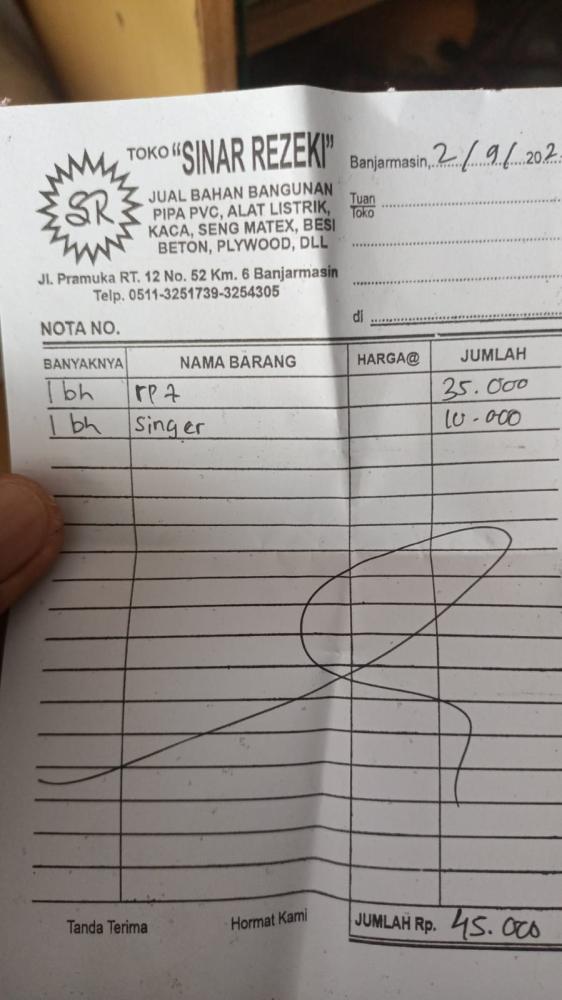 TOKO "SINAR REZEKI"
SR
JUAL BAHAN BANGUNAN
PIPA PVC, ALAT LISTRIK,
KACA, SENG MATEX, BESI
BETON, PLYWOOD, DLL
Jl. Pramuka RT. 12 No. 52 Km. 6 Banjarmasin
Telp. 0511-3251739-3254305
Banjarmasin, 2/9/202
Tuan
Toko
di
NOTA NO.
BANYAKNYA NAMA BARANG HARGA@ JUMLAH
1 bh rp 7 35.000
1 bh Singer 10.000
Tanda Terima Hormat Kami JUMLAH Rp. 45.000